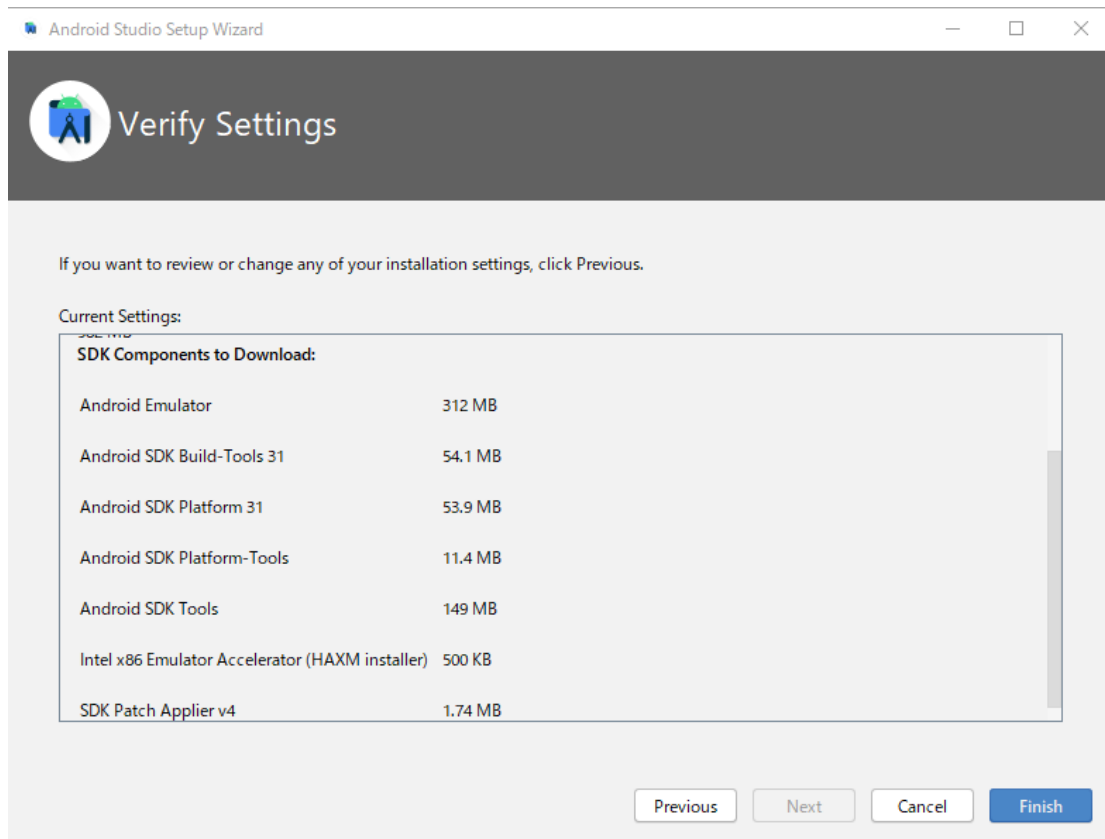 Android Studio Setup Wizard
Verify Settings
If you want to review or change any of your installation settings, click Previous.
Current Settings:
SDK Components to Download:
Android Emulator 312 MB
Android SDK Build-Tools 31 54.1 MB
Android SDK Platform 31 53.9 MB
Android SDK Platform-Tools 11.4 MB
Android SDK Tools 149 MB
Intel x86 Emulator Accelerator (HAXM installer) 500 KB
SDK Patch Applier v4 1.74 MB
Previous Next Cancel Finish